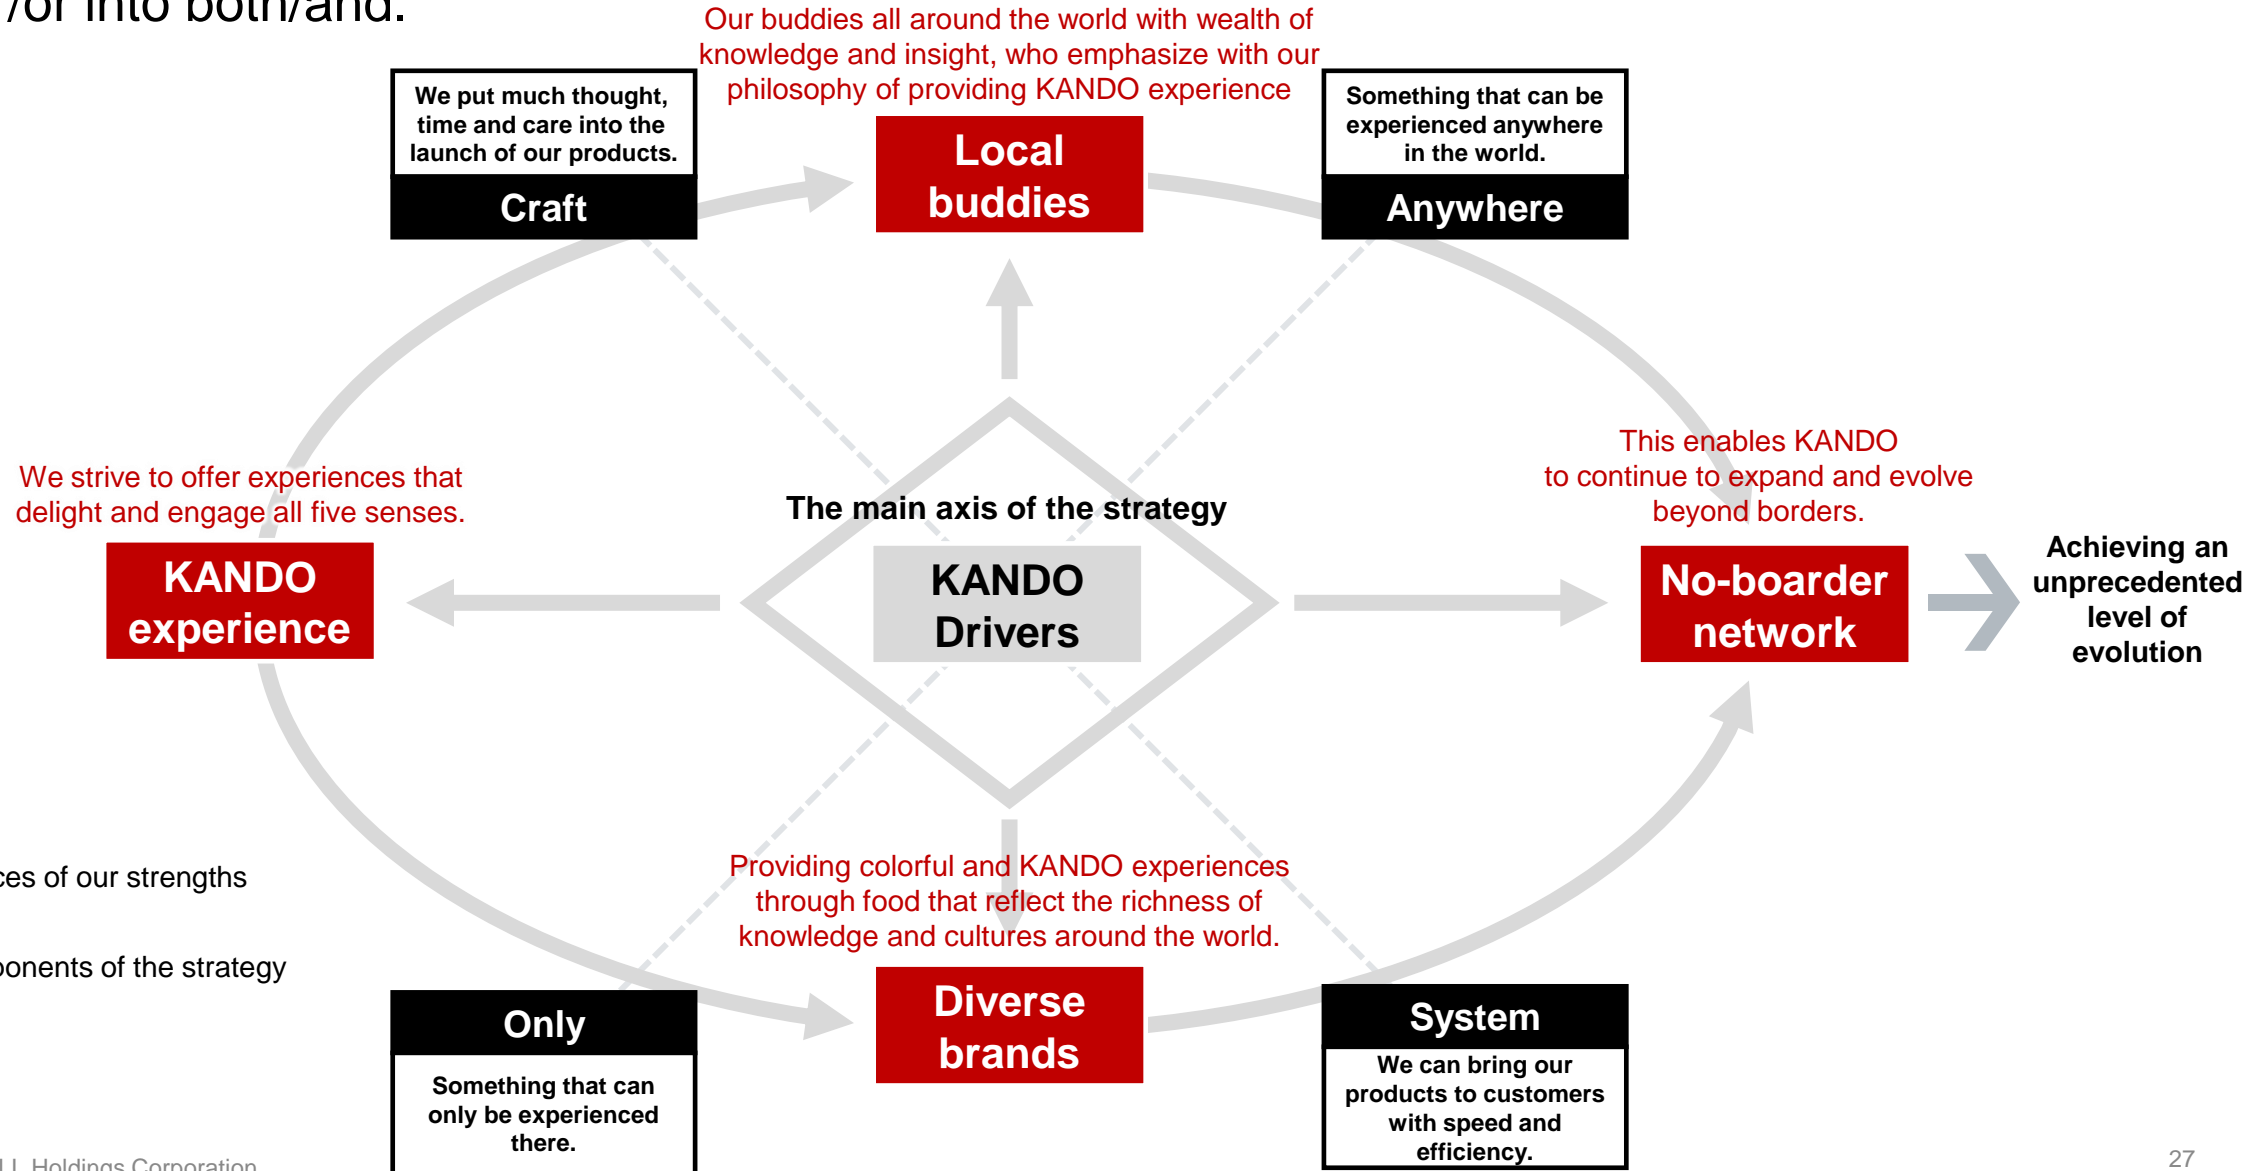 /or into both/and.
Our buddies all around the world with wealth of
knowledge and insight, who emphasize with our
philosophy of providing KANDO experience
We put much thought,
time and care into the
launch of our products.
Craft
Local
buddies
Something that can be
experienced anywhere
in the world.
Anywhere
We strive to offer experiences that
delight and engage all five senses.
KANDO
experience
The main axis of the strategy
KANDO
Drivers
This enables KANDO
to continue to expand and evolve
beyond borders.
No-boarder
network
Achieving an
unprecedented
level of
evolution
of our strengths
of the strategy
Providing colorful and KANDO experiences
through food that reflect the richness of
knowledge and cultures around the world.
Diverse
brands
Only
Something that can
only be experienced
there.
System
We can bring our
products to customers
with speed and
efficiency.
Holdings Corporation
27